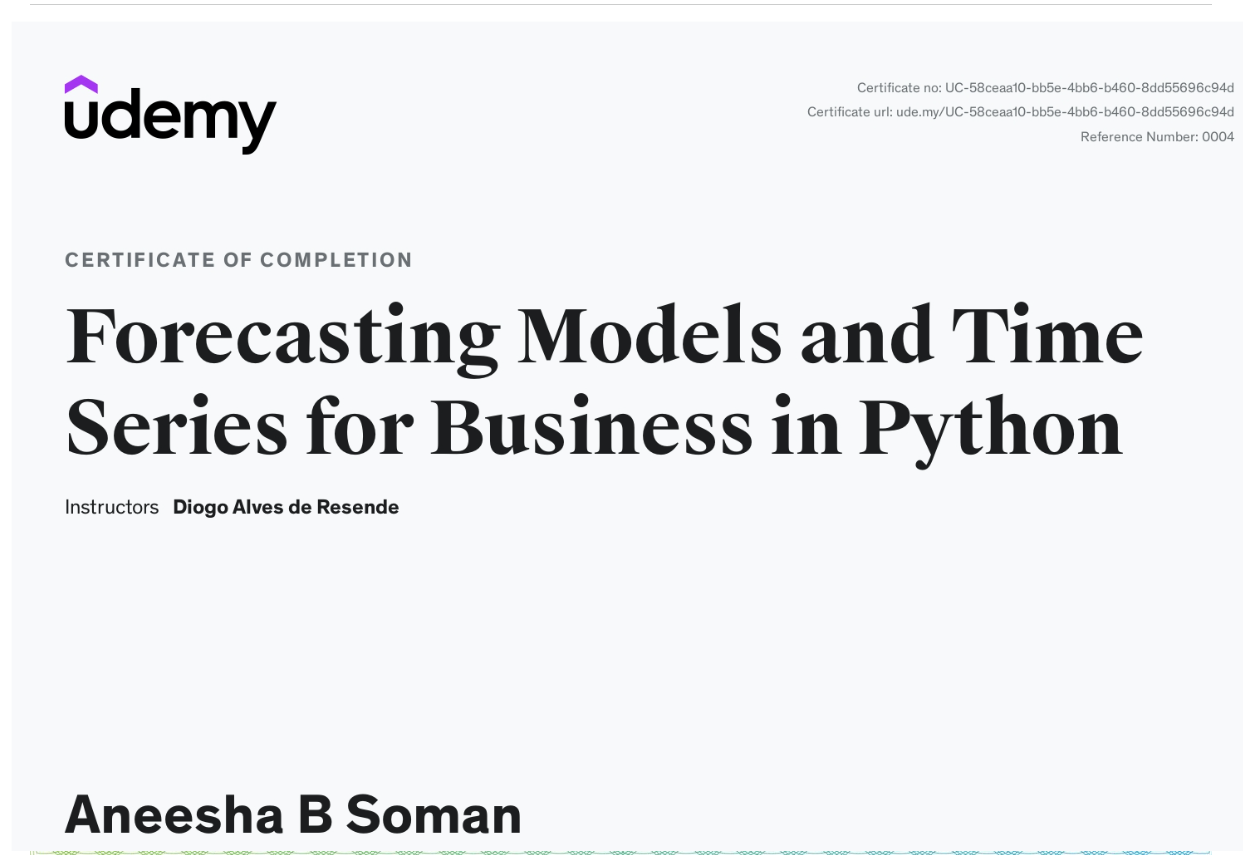 udemy
Certificate no: UC-58ceaa10-bb5e-4bb6-b460-8dd55696c94d
Certificate url: ude.my/UC-58ceaa10-bb5e-4bb6-b460-8dd55696c94d
Reference Number: 0004
CERTIFICATE OF COMPLETION
Forecasting Models and Time
Series for Business in Python
Instructors Diogo Alves de Resende
Aneesha B Soman